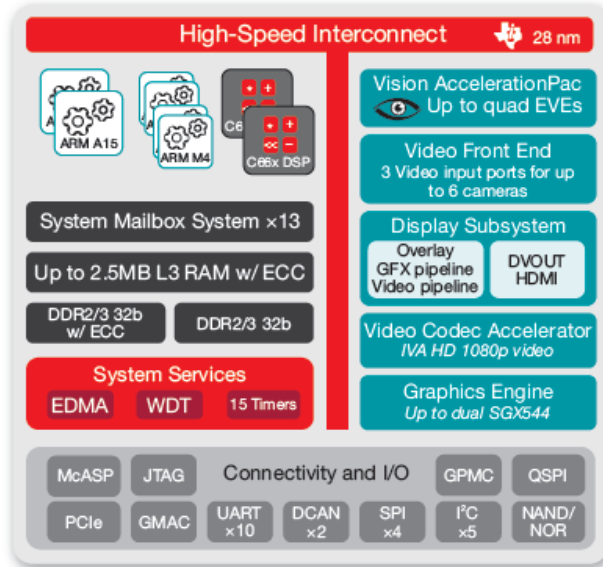 High-Speed Interconnect
28 nm
ARM A15
ARM M4
C66x DSP
System Mailbox System ×13
Up to 2.5MB L3 RAM w/ ECC
DDR2/3 32b
w/ ECC
DDR2/3 32b
System Services
EDMA
WDT
15 Timers
Vision AccelerationPac
Up to quad EVEs
Video Front End
3 Video input ports for up
to 6 cameras
Display Subsystem
Overlay
GFX pipeline
Video pipeline
DVOUT
HDMI
Video Codec Accelerator
IVA HD 1080p video
Graphics Engine
Up to dual SGX544
McASP
JTAG
Connectivity and I/O
GPMC
QSPI
PCIe
GMAC
UART
×10
DCAN
×2
SPI
×4
I²C
×5
NAND/
NOR